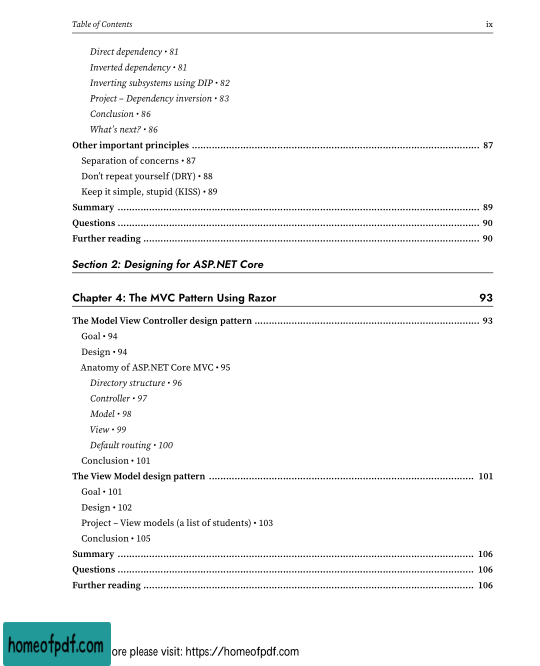 Table of Contents ix
Direct dependency • 81
Inverted dependency • 81
Inverting subsystems using DIP • 82
Project – Dependency inversion • 83
Conclusion • 86
What's next? • 86
Other important principles ........................................................................................................ 87
Separation of concerns • 87
Don't repeat yourself (DRY) • 88
Keep it simple, stupid (KISS) • 89
Summary ........................................................................................................ 89
Questions ........................................................................................................ 90
Further reading ........................................................................................................ 90
Section 2: Designing for ASP.NET Core
Chapter 4: The MVC Pattern Using Razor 93
The Model View Controller design pattern ........................................................................................................ 93
Goal • 94
Design • 94
Anatomy of ASP.NET Core MVC • 95
Directory structure • 96
Controller • 97
Model • 98
View • 99
Default routing • 100
Conclusion • 101
The View Model design pattern ........................................................................................................ 101
Goal • 101
Design • 102
Project – View models (a list of students) • 103
Conclusion • 105
Summary ........................................................................................................ 106
Questions ........................................................................................................ 106
Further reading ........................................................................................................ 106
homeofpdf.com
ore please visit: https://homeofpdf.com